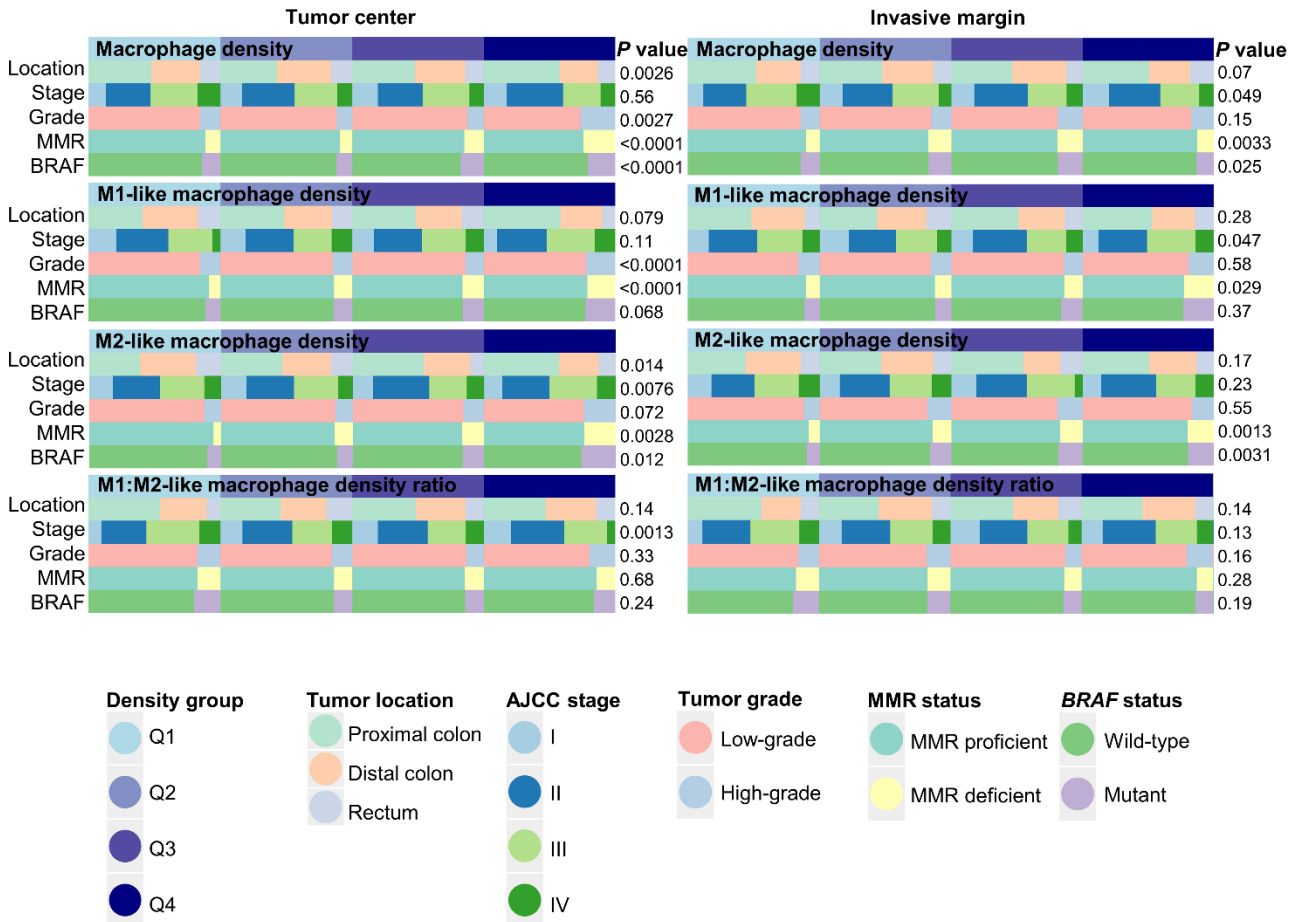 Tumor center
Invasive margin
Macrophage density
P value
Location 0.0026
Stage 0.56
Grade 0.0027
MMR <0.0001
BRAF <0.0001
M1-like macrophage density
Location 0.079
Stage 0.11
Grade <0.0001
MMR <0.0001
BRAF 0.068
M2-like macrophage density
Location 0.014
Stage 0.0076
Grade 0.072
MMR 0.0028
BRAF 0.012
M1:M2-like macrophage density ratio
Location 0.14
Stage 0.0013
Grade 0.33
MMR 0.68
BRAF 0.24
Macrophage density
P value
0.07
0.049
0.15
0.0033
0.025
M1-like macrophage density
0.28
0.047
0.58
0.029
0.37
M2-like macrophage density
0.17
0.23
0.55
0.0013
0.0031
M1:M2-like macrophage density ratio
0.14
0.13
0.16
0.28
0.19
Density group
Q1
Q2
Q3
Q4
Tumor location
Proximal colon
Distal colon
Rectum
AJCC stage
I
II
III
IV
Tumor grade
Low-grade
High-grade
MMR status
MMR proficient
MMR deficient
BRAF status
Wild-type
Mutant